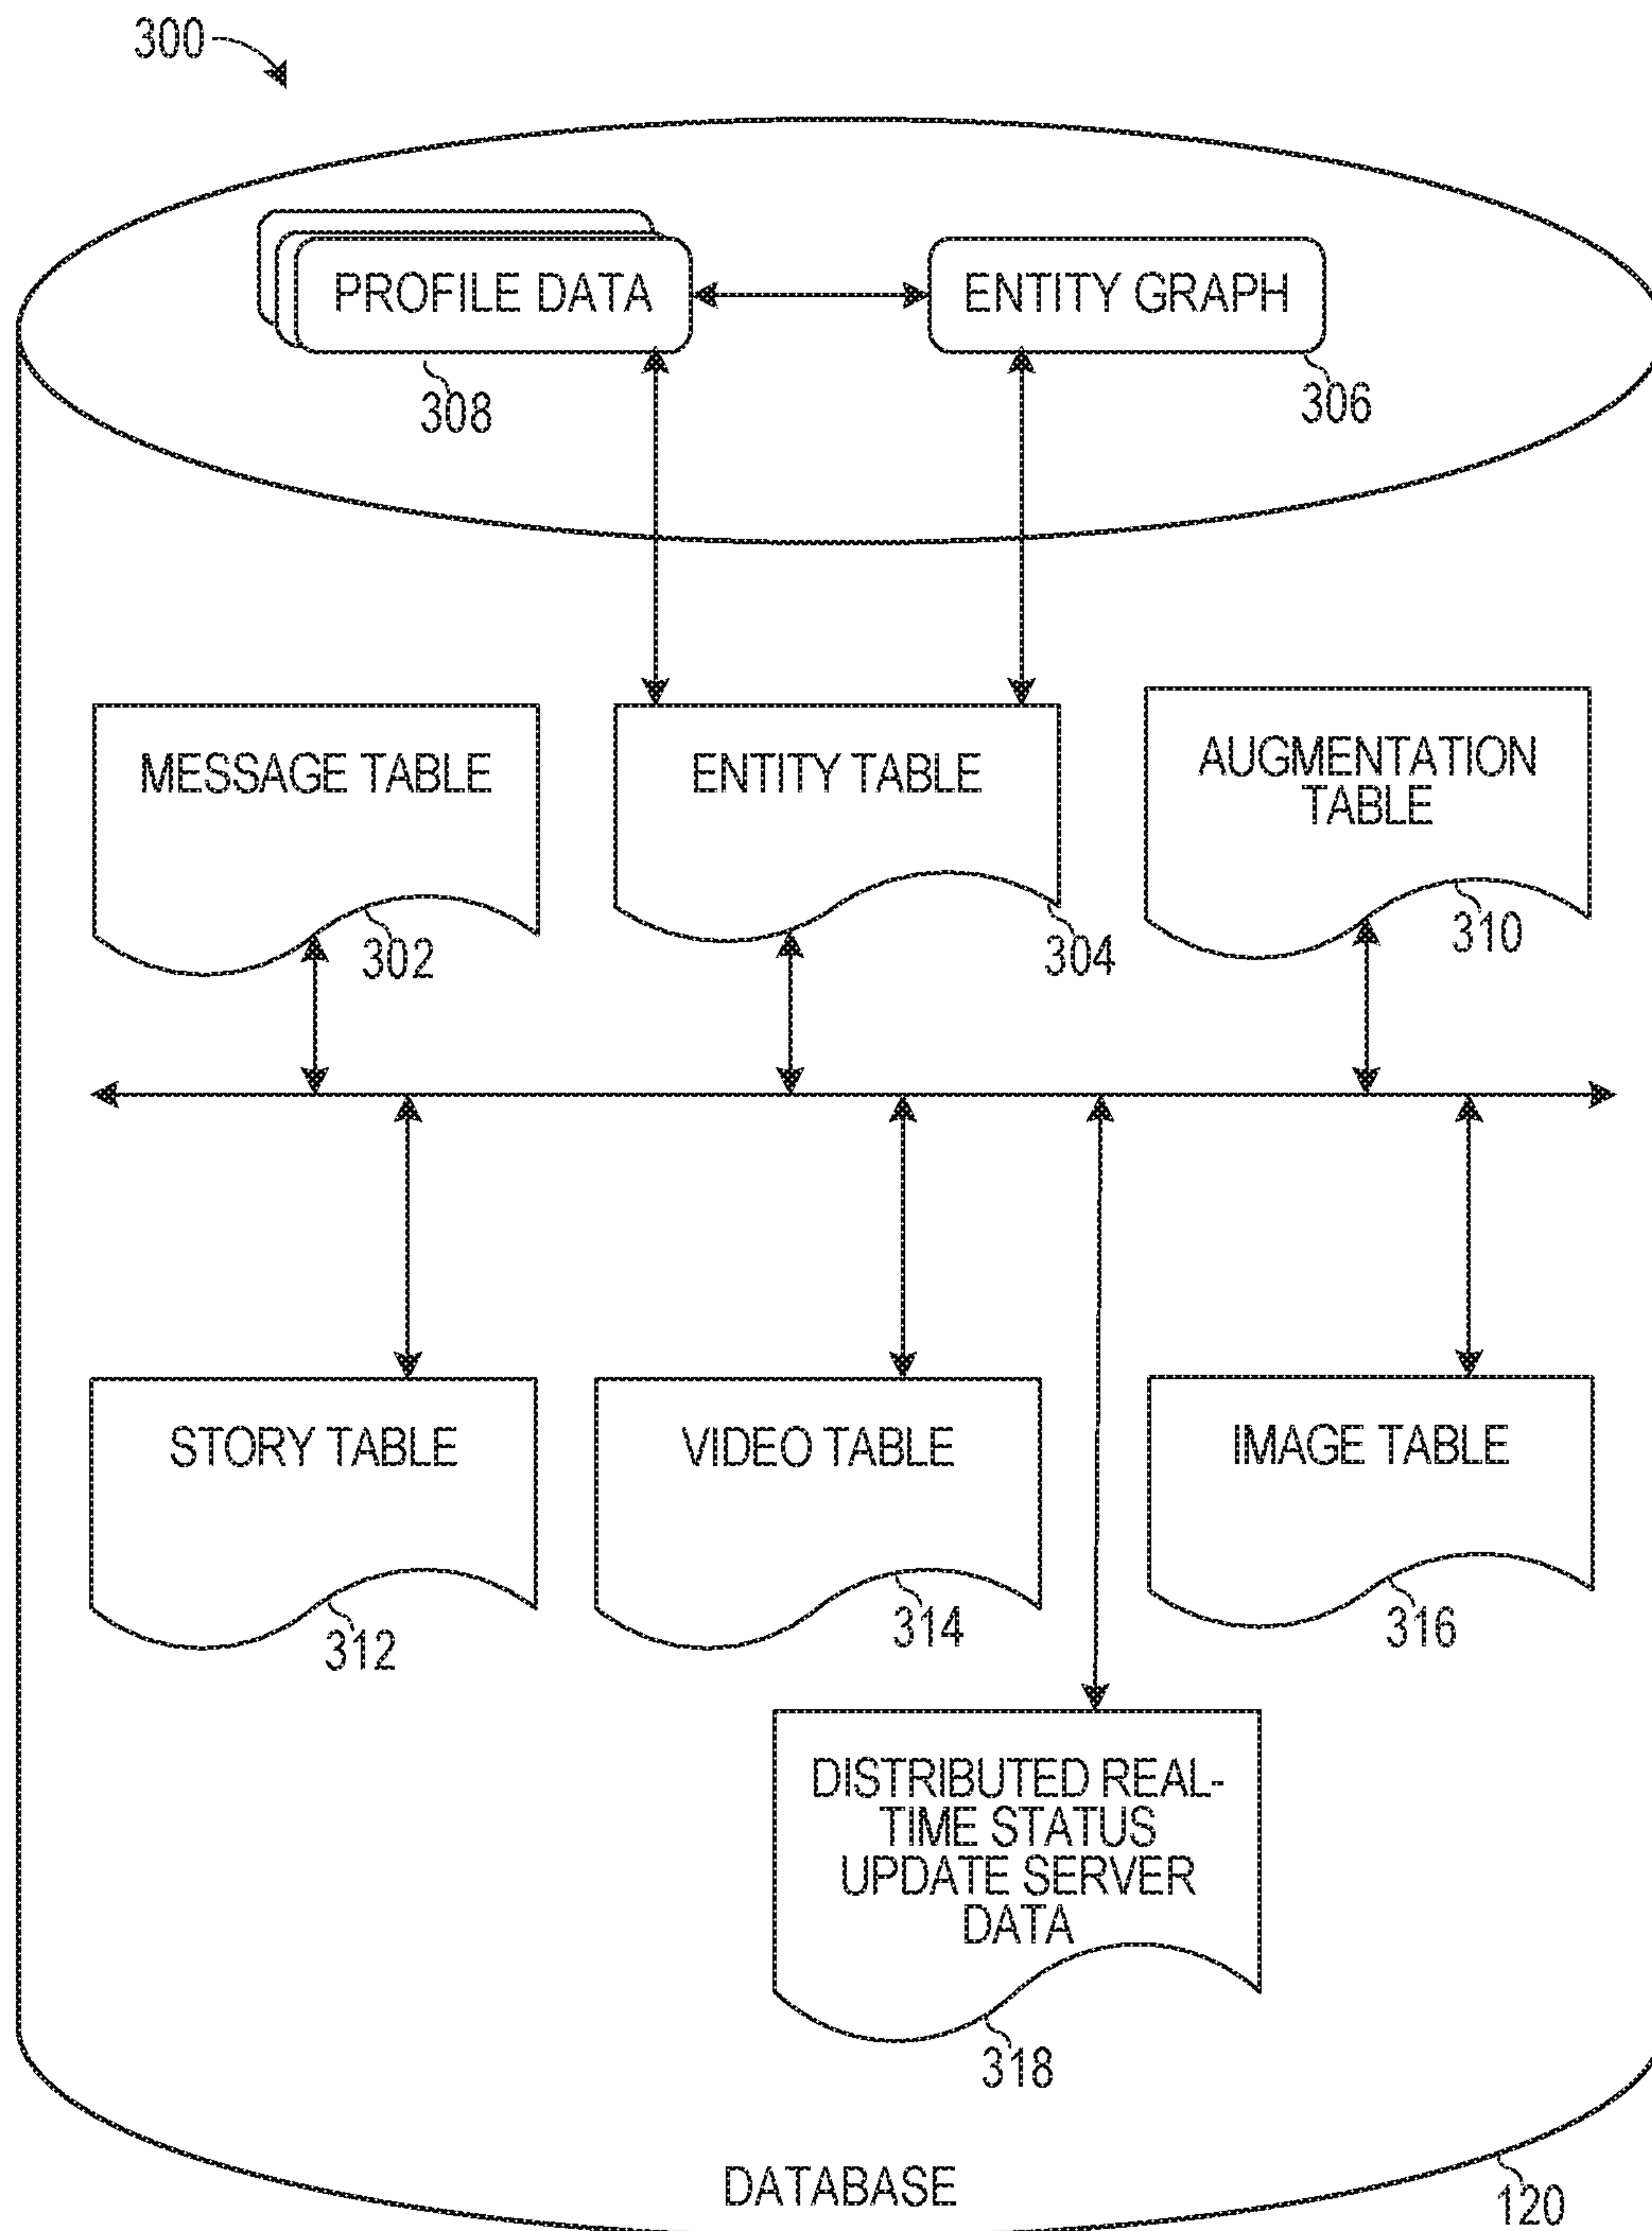 300
PROFILE DATA
ENTITY GRAPH
308
306
MESSAGE TABLE
ENTITY TABLE
AUGMENTATION
TABLE
302
304
310
STORY TABLE
VIDEO TABLE
IMAGE TABLE
312
314
316
DISTRIBUTED REAL-
TIME STATUS
UPDATE SERVER
DATA
318
DATABASE
120